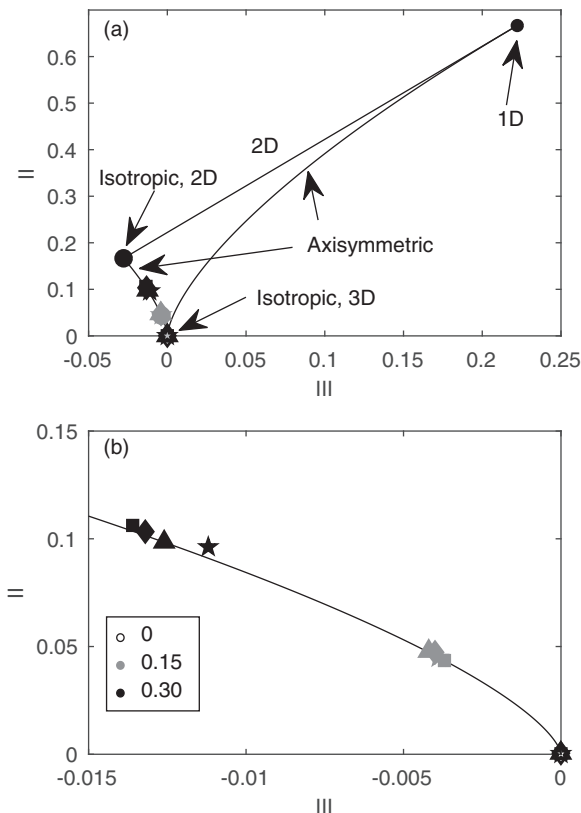 (a)
0.6
0.5
0.4
0.3
0.2
0.1
0
II
1D
2D
Isotropic, 2D
Axisymmetric
Isotropic, 3D
-0.05 0 0.05 0.1 0.15 0.2 0.25
III
(b)
0.15
0.1
0.05
0
II
0
0.15
0.30
-0.015 -0.01 -0.005 0
III